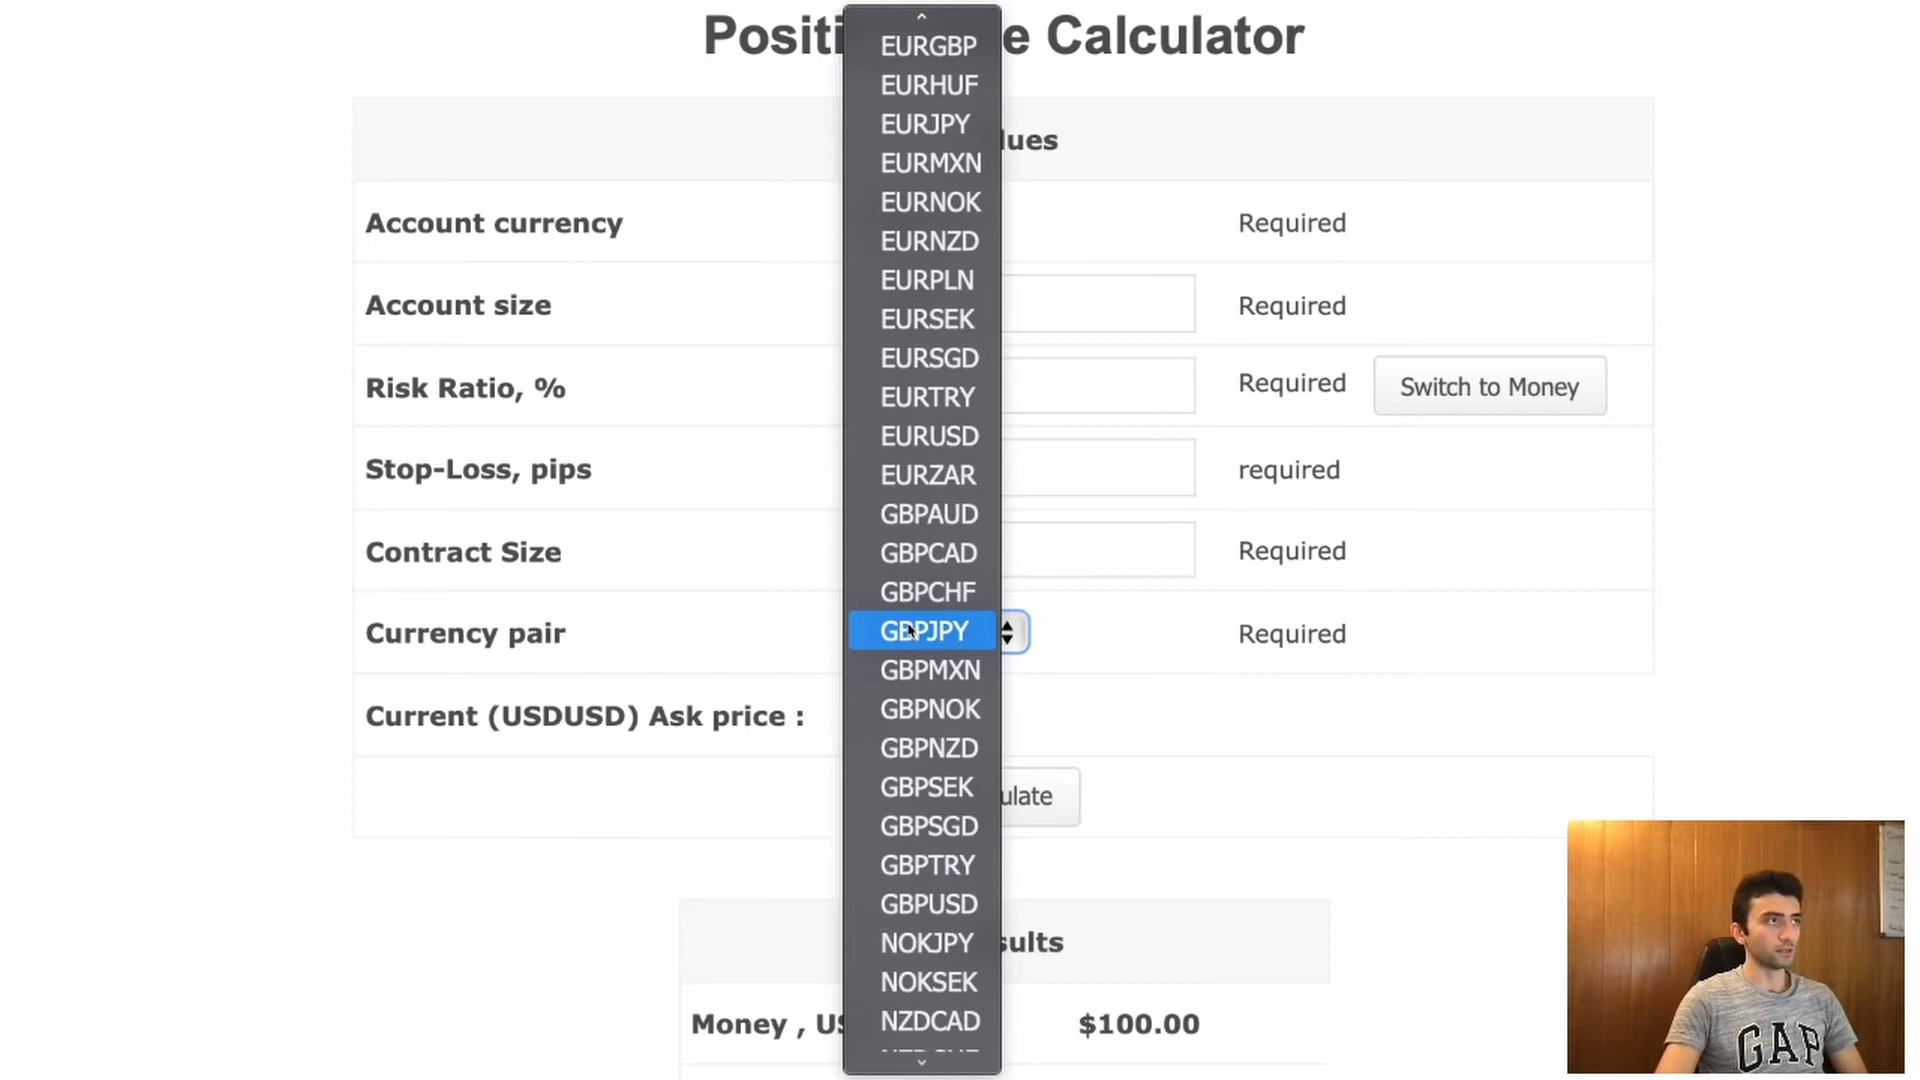 Positi e Calculator
lues
Account currency Required
Account size Required
Risk Ratio, % Required Switch to Money
Stop-Loss, pips required
Contract Size Required
Currency pair Required
Current (USDUSD) Ask price :
ulate
sults
Money , US $100.00
EURGBP
EURHUF
EURJPY
EURMXN
EURNOK
EURNZD
EURPLN
EURSEK
EURSGD
EURTRY
EURUSD
EURZAR
GBPAUD
GBPCAD
GBPCHF
GBPJPY
GBPMXN
GBPNOK
GBPNZD
GBPSEK
GBPSGD
GBPTRY
GBPUSD
NOKJPY
NOKSEK
NZDCAD
GAP